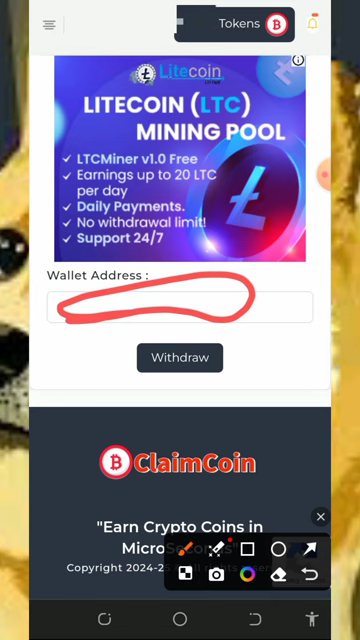 Tokens
Litecoin
LITECOIN (LTC)
MINING POOL
✓ LTCMiner v1.0 Free
✓ Earnings up to 20 LTC
per day
✓ Daily Payments.
✓ No withdrawal limit!
✓ Support 24/7
Wallet Address :
Withdraw
ClaimCoin
"Earn Crypto Coins in
Copyright 2024-25